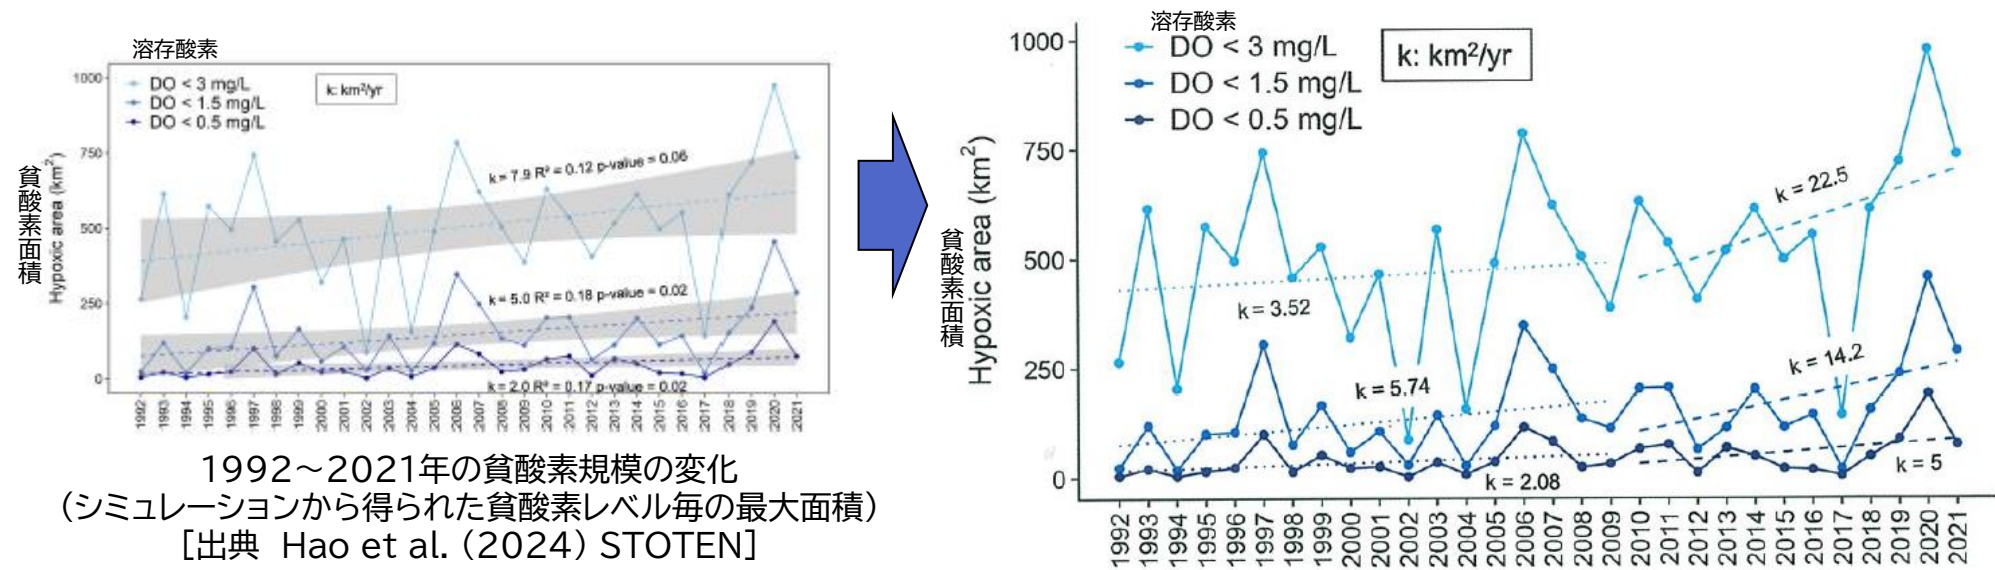 溶存酸素
1000
750
500
250
0
DO < 3 mg/L
DO < 1.5 mg/L
DO < 0.5 mg/L
k: km²/yr
貧酸素面積
Hypoxic area (km²)
k = 7.9 R² = 0.12 p-value = 0.06
k = 5.0 R² = 0.18 p-value = 0.02
k = 2.0 R² = 0.17 p-value = 0.02
1992 1993 1994 1995 1996 1997 1998 1999 2000 2001 2002 2003 2004 2005 2006 2007 2008 2009 2010 2011 2012 2013 2014 2015 2016 2017 2018 2019 2020 2021
1992～2021年の貧酸素規模の変化
（シミュレーションから得られた貧酸素レベル毎の最大面積）
[出典 Hao et al. (2024) STOTEN]
溶存酸素
1000
750
500
250
0
DO < 3 mg/L
DO < 1.5 mg/L
DO < 0.5 mg/L
k: km²/yr
貧酸素面積
Hypoxic area (km²)
k = 22.5
k = 3.52
k = 14.2
k = 5.74
k = 5
k = 2.08
1992 1993 1994 1995 1996 1997 1998 1999 2000 2001 2002 2003 2004 2005 2006 2007 2008 2009 2010 2011 2012 2013 2014 2015 2016 2017 2018 2019 2020 2021